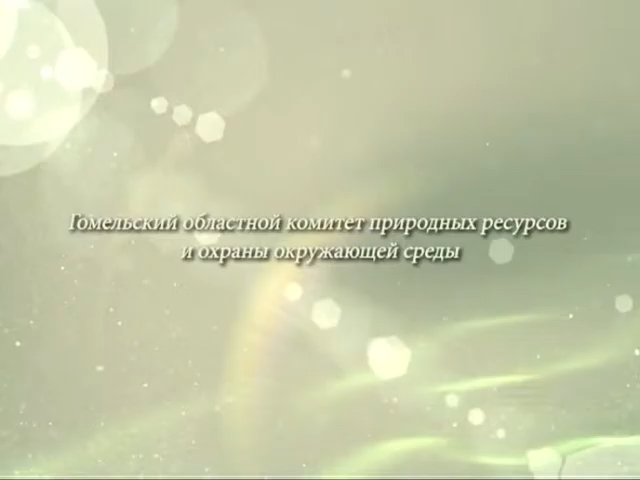 Гомельский областной комитет природных ресурсов
и охраны окружающей среды